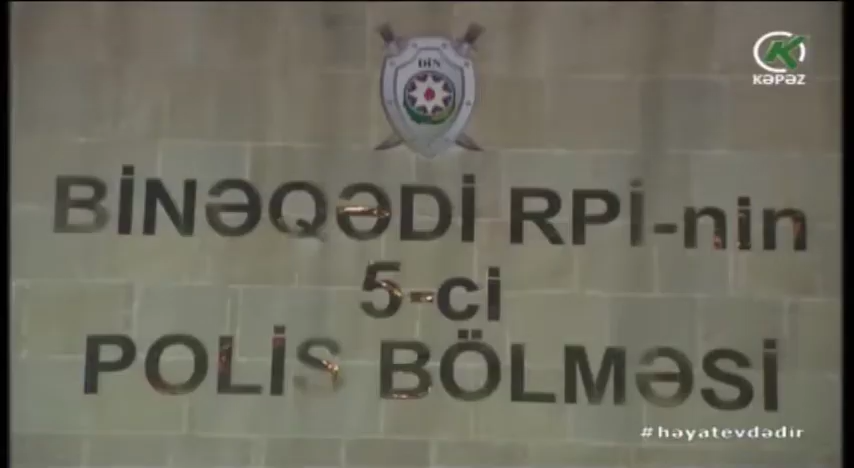 DİN
KƏPƏZ
BİNƏQƏDİ RPİ-nin
5-ci
POLİS BÖLMƏSİ
#həyatevdədir